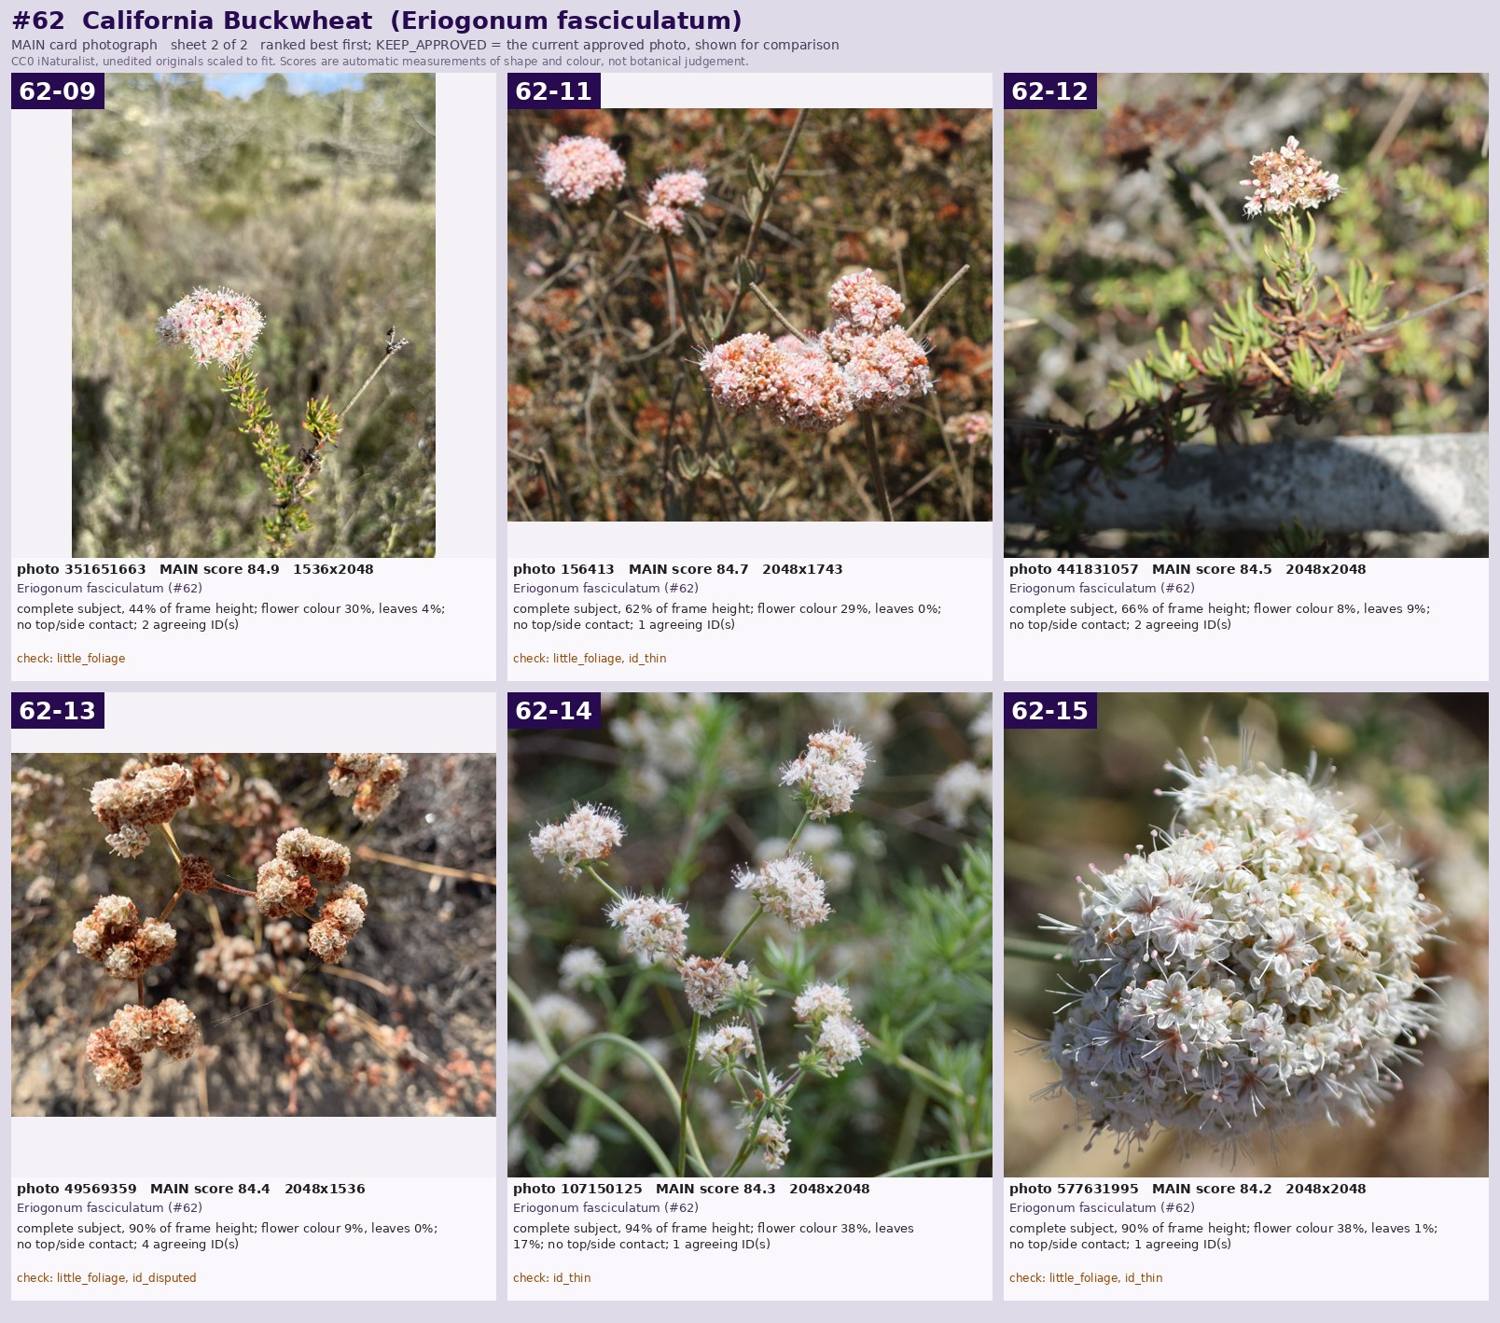 #62 California Buckwheat (Eriogonum fasciculatum)
MAIN card photograph sheet 2 of 2 ranked best first; KEEP_APPROVED = the current approved photo, shown for comparison
CC0 iNaturalist, unedited originals scaled to fit. Scores are automatic measurements of shape and colour, not botanical judgement.
62-09
photo 351651663 MAIN score 84.9 1536x2048
Eriogonum fasciculatum (#62)
complete subject, 44% of frame height; flower colour 30%, leaves 4%;
no top/side contact; 2 agreeing ID(s)
check: little_foliage
62-11
photo 156413 MAIN score 84.7 2048x1743
Eriogonum fasciculatum (#62)
complete subject, 62% of frame height; flower colour 29%, leaves 0%;
no top/side contact; 1 agreeing ID(s)
check: little_foliage, id_thin
62-12
photo 441831057 MAIN score 84.5 2048x2048
Eriogonum fasciculatum (#62)
complete subject, 66% of frame height; flower colour 8%, leaves 9%;
no top/side contact; 2 agreeing ID(s)
62-13
photo 49569359 MAIN score 84.4 2048x1536
Eriogonum fasciculatum (#62)
complete subject, 90% of frame height; flower colour 9%, leaves 0%;
no top/side contact; 4 agreeing ID(s)
check: little_foliage, id_disputed
62-14
photo 107150125 MAIN score 84.3 2048x2048
Eriogonum fasciculatum (#62)
complete subject, 94% of frame height; flower colour 38%, leaves
17%; no top/side contact; 1 agreeing ID(s)
check: id_thin
62-15
photo 577631995 MAIN score 84.2 2048x2048
Eriogonum fasciculatum (#62)
complete subject, 90% of frame height; flower colour 38%, leaves 1%;
no top/side contact; 1 agreeing ID(s)
check: little_foliage, id_thin